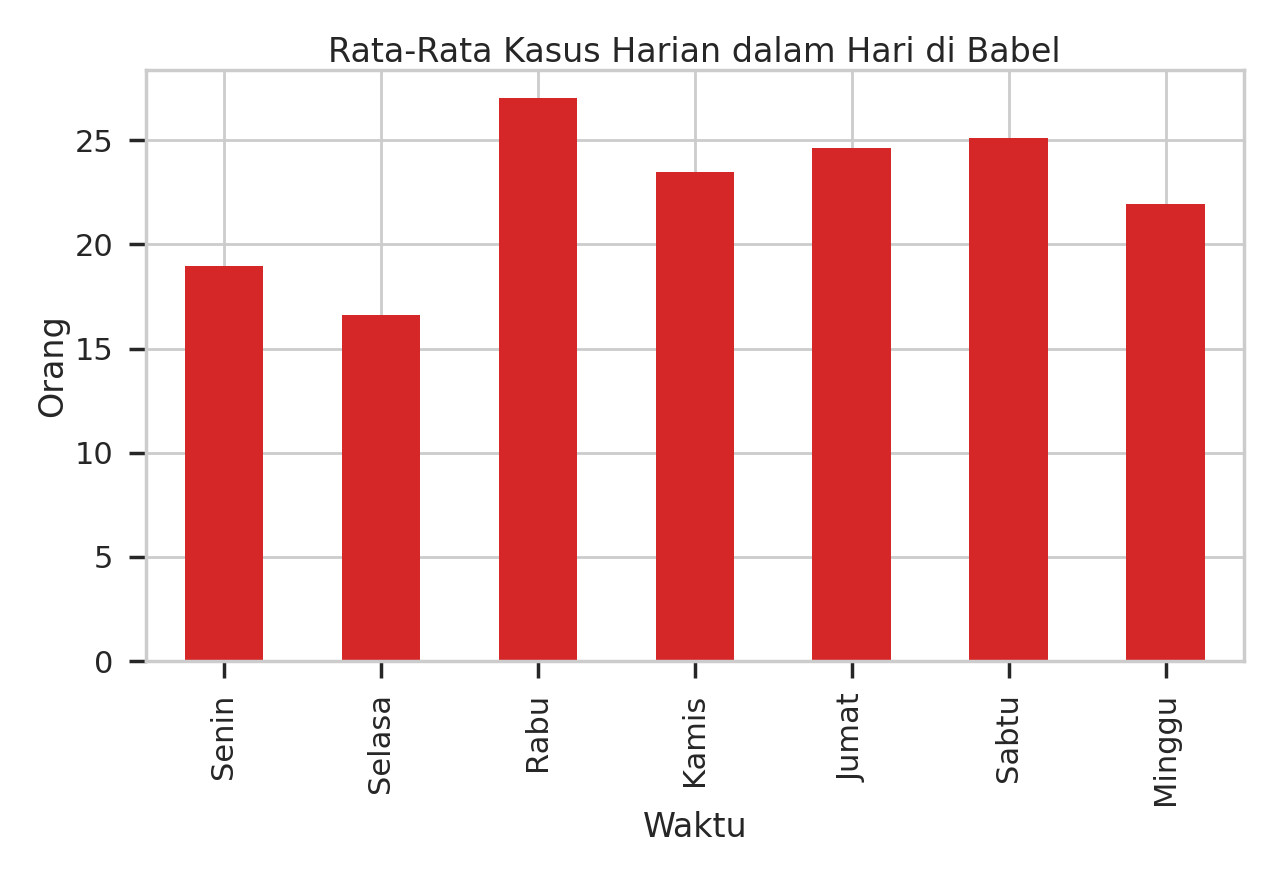 Rata-Rata Kasus Harian dalam Hari di Babel
Orang
25
20
15
10
5
0
Senin
Selasa
Rabu
Kamis
Jumat
Sabtu
Minggu
Waktu